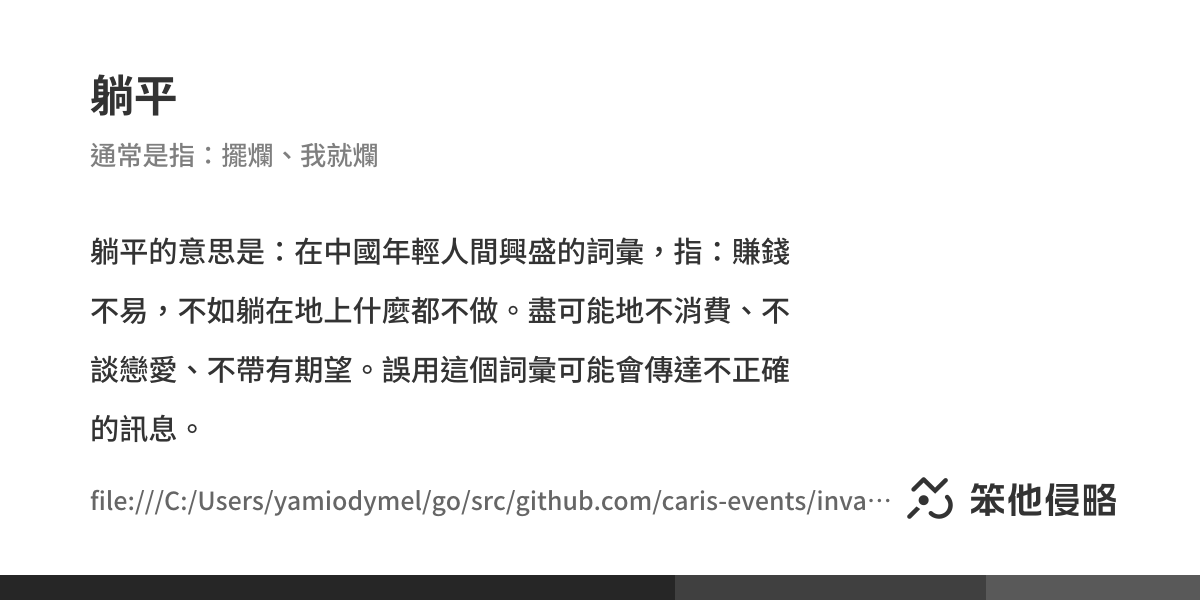 躺平
通常是指：擺爛、我就爛
躺平的意思是：在中國年輕人間興盛的詞彙，指：賺錢
不易，不如躺在地上什麼都不做。盡可能地不消費、不
談戀愛、不帶有期望。誤用這個詞彙可能會傳達不正確
的訊息。
file:///C:/Users/yamiodymel/go/src/github.com/caris-events/inva…
笨他侵略